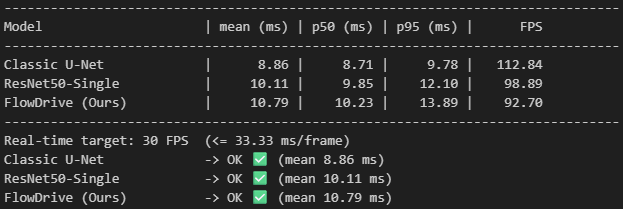 --------------------------------------------------------------------
Model                 | mean (ms) | p50 (ms) | p95 (ms) |     FPS
--------------------------------------------------------------------
Classic U-Net         |      8.86 |     8.71 |     9.78 |  112.84
ResNet50-Single       |     10.11 |     9.85 |    12.10 |   98.89
FlowDrive (Ours)      |     10.79 |    10.23 |    13.89 |   92.70
--------------------------------------------------------------------
Real-time target: 30 FPS  (<= 33.33 ms/frame)
Classic U-Net         -> OK ✅ (mean 8.86 ms)
ResNet50-Single       -> OK ✅ (mean 10.11 ms)
FlowDrive (Ours)      -> OK ✅ (mean 10.79 ms)